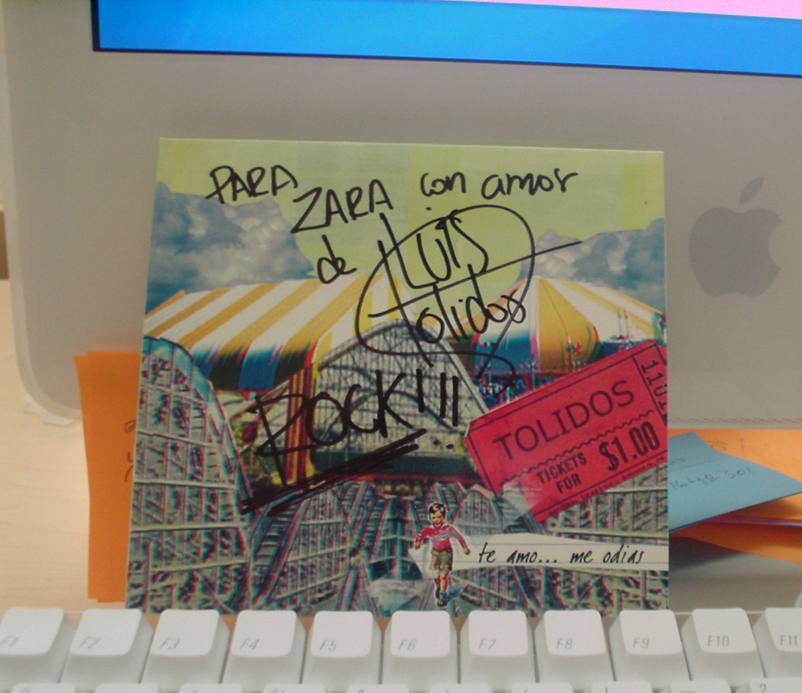 PARA ZARA con amor
de LUIS
tolidos
ROCK!!!
TOLIDOS
TICKETS
FOR $1.00
te amo... me odias
F1 F2 F3 F4 F5 F6 F7 F8 F9 F10 F11